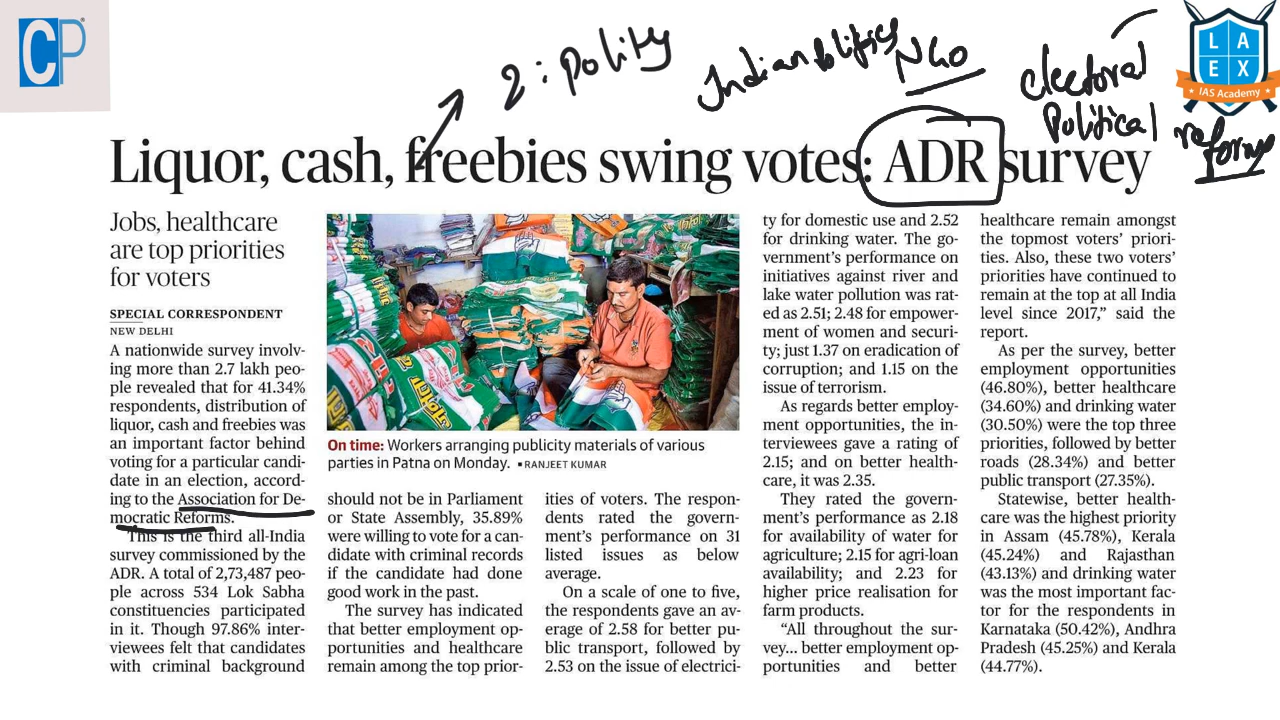 CP
2 : polity
Indian politics
NGO
electoral
political
reforms
L A
E X
IAS Academy
Liquor, cash, freebies swing votes: ADR survey
Jobs, healthcare
are top priorities
for voters
SPECIAL CORRESPONDENT
NEW DELHI
A nationwide survey involv-
ing more than 2.7 lakh peo-
ple revealed that for 41.34%
respondents, distribution of
liquor, cash and freebies was
an important factor behind
voting for a particular candi-
date in an election, accord-
ing to the Association for De-
mocratic Reforms.
This is the third all-India
survey commissioned by the
ADR. A total of 2,73,487 peo-
ple across 534 Lok Sabha
constituencies participated
in it. Though 97.86% inter-
viewees felt that candidates
with criminal background
On time: Workers arranging publicity materials of various
parties in Patna on Monday. ▪ RANJEET KUMAR
should not be in Parliament
or State Assembly, 35.89%
were willing to vote for a can-
didate with criminal records
if the candidate had done
good work in the past.
The survey has indicated
that better employment op-
portunities and healthcare
remain among the top prior-
ities of voters. The respon-
dents rated the govern-
ment's performance on 31
listed issues as below
average.
On a scale of one to five,
the respondents gave an av-
erage of 2.58 for better pu-
blic transport, followed by
2.53 on the issue of electrici-
ty for domestic use and 2.52
for drinking water. The go-
vernment's performance on
initiatives against river and
lake water pollution was rat-
ed as 2.51; 2.48 for empower-
ment of women and securi-
ty; just 1.37 on eradication of
corruption; and 1.15 on the
issue of terrorism.
As regards better employ-
ment opportunities, the in-
terviewees gave a rating of
2.15; and on better health-
care, it was 2.35.
They rated the govern-
ment's performance as 2.18
for availability of water for
agriculture; 2.15 for agri-loan
availability; and 2.23 for
higher price realisation for
farm products.
“All throughout the sur-
vey... better employment op-
portunities and better
healthcare remain amongst
the topmost voters' priori-
ties. Also, these two voters'
priorities have continued to
remain at the top at all India
level since 2017,” said the
report.
As per the survey, better
employment opportunities
(46.80%), better healthcare
(34.60%) and drinking water
(30.50%) were the top three
priorities, followed by better
roads (28.34%) and better
public transport (27.35%).
Statewise, better health-
care was the highest priority
in Assam (45.78%), Kerala
(45.24%) and Rajasthan
(43.13%) and drinking water
was the most important fac-
tor for the respondents in
Karnataka (50.42%), Andhra
Pradesh (45.25%) and Kerala
(44.77%).